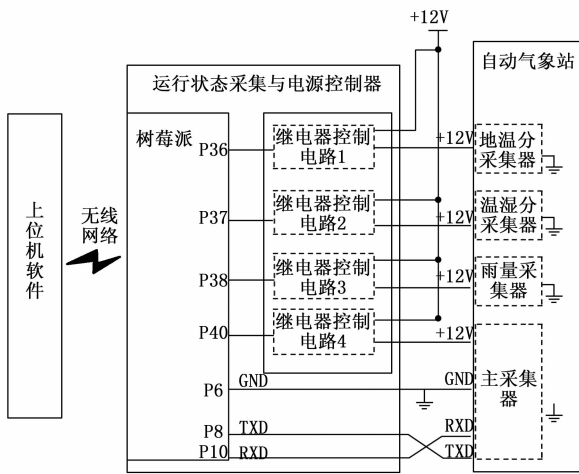 +12V
自动气象站
运行状态采集与电源控制器
树莓派
上位机软件
无线
网络
P36
继电器控制
电路1
+12V
地温分
采集器
P37
继电器控制
电路2
+12V
温湿分
采集器
P38
继电器控制
电路3
+12V
雨量采
集器
P40
继电器控制
电路4
+12V
主采集
器
P6
GND
GND
P8
TXD
RXD
P10
RXD
TXD